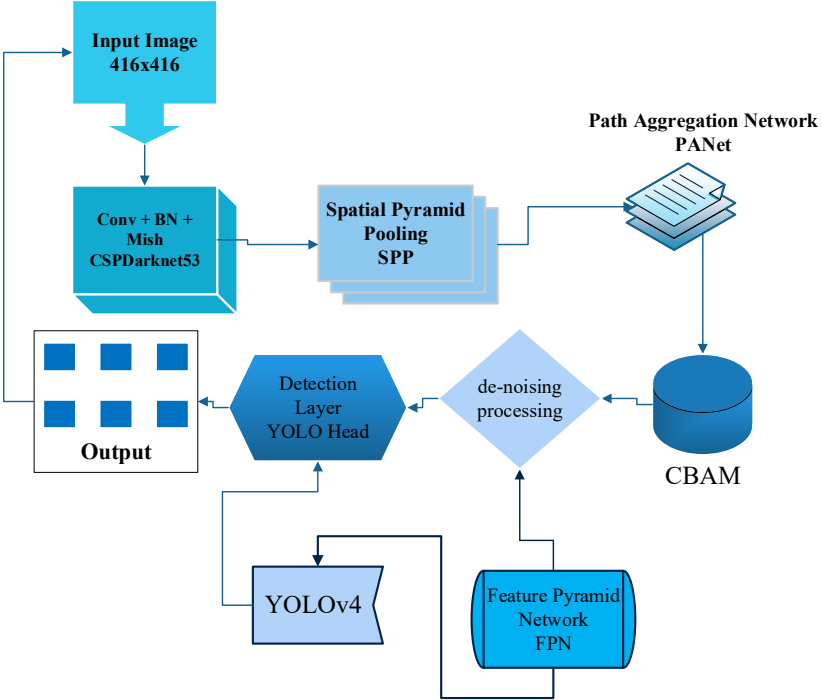 Input Image
416x416
Path Aggregation Network
PANet
Conv + BN +
Mish
CSPDarknet53
Spatial Pyramid
Pooling
SPP
Detection
Layer
YOLO Head
de-noising
processing
Output
CBAM
YOLOv4
Feature Pyramid
Network
FPN